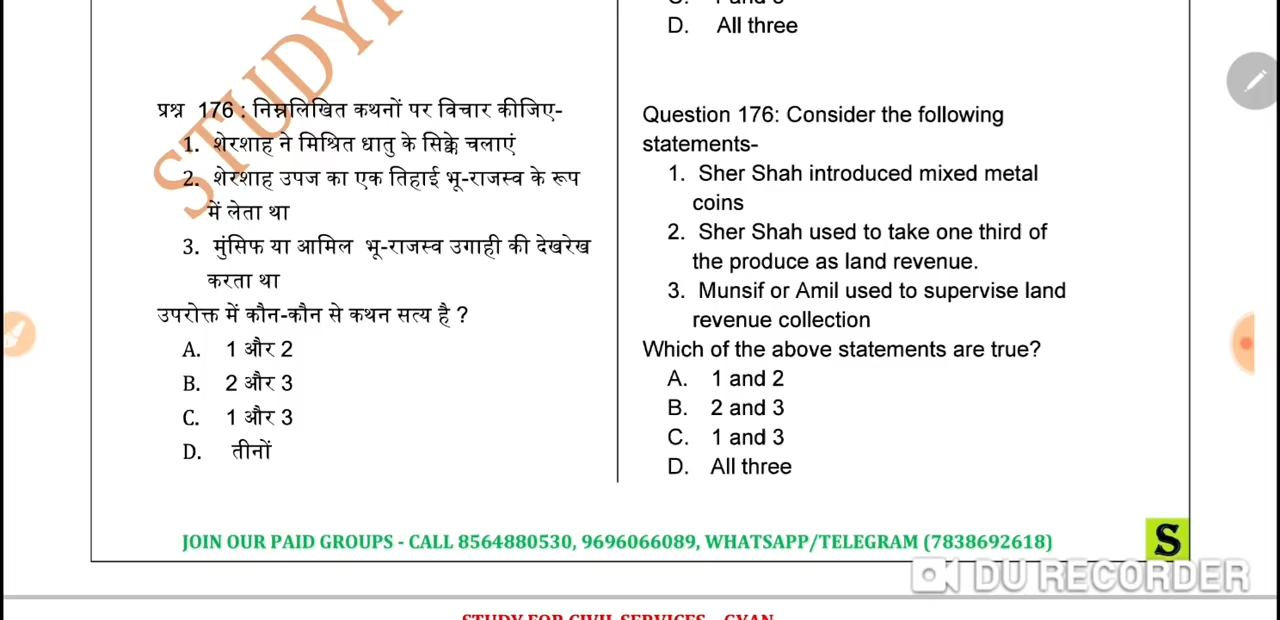 प्रश्न 176 : निम्नलिखित कथनों पर विचार कीजिए-
1. शेरशाह ने मिश्रित धातु के सिक्के चलाएं
2. शेरशाह उपज का एक तिहाई भू-राजस्व के रूप
में लेता था
3. मुंसिफ या आमिल भू-राजस्व उगाही की देखरेख
करता था
उपरोक्त में कौन-कौन से कथन सत्य है ?
A. 1 और 2
B. 2 और 3
C. 1 और 3
D. तीनों
D. All three
Question 176: Consider the following
statements-
1. Sher Shah introduced mixed metal
coins
2. Sher Shah used to take one third of
the produce as land revenue.
3. Munsif or Amil used to supervise land
revenue collection
Which of the above statements are true?
A. 1 and 2
B. 2 and 3
C. 1 and 3
D. All three
JOIN OUR PAID GROUPS - CALL 8564880530, 9696066089, WHATSAPP/TELEGRAM (7838692618)
S
DU RECORDER
STUDY FOR CIVIL SERVICES - GYAN